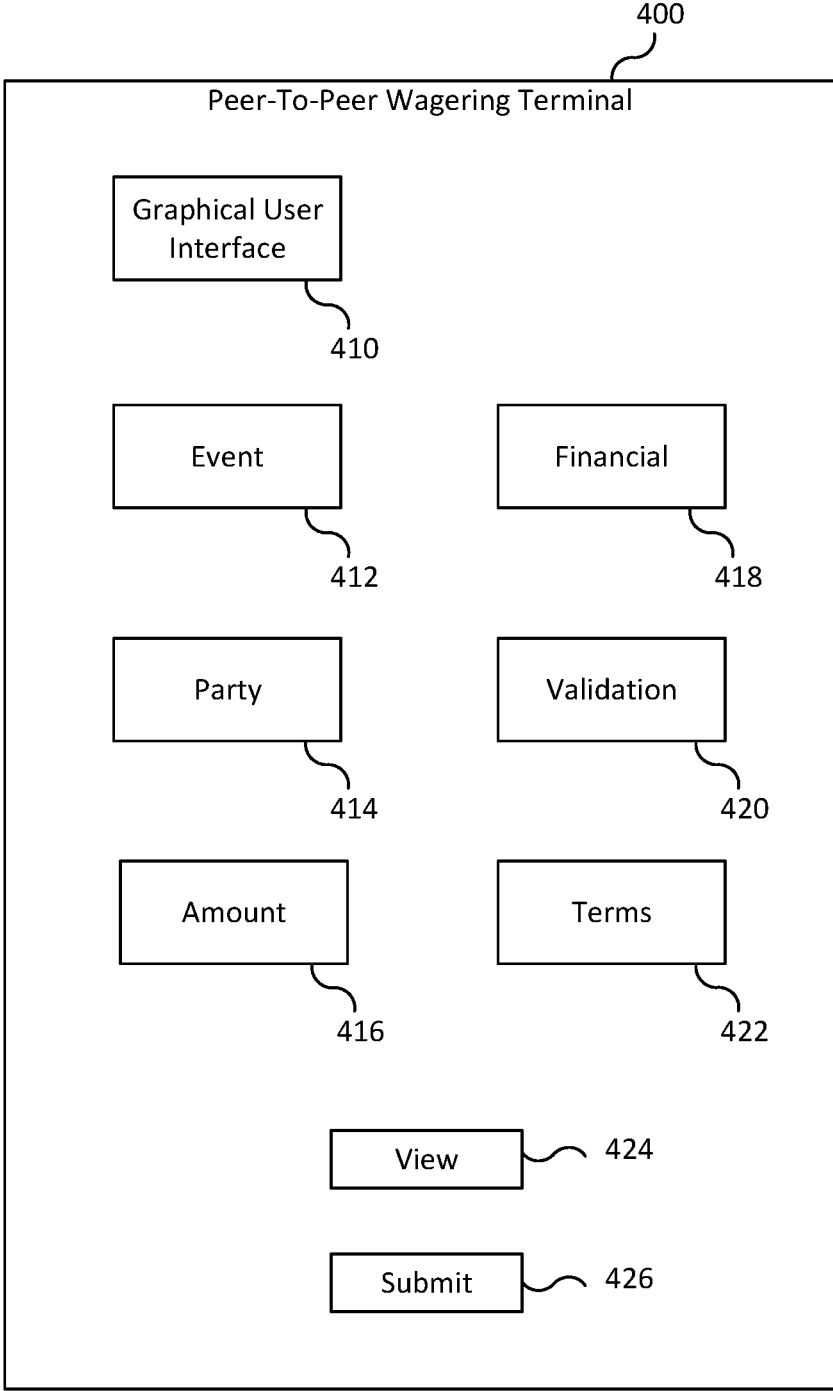 400
Peer-To-Peer Wagering Terminal
Graphical User
Interface
410
Event
412
Financial
418
Party
414
Validation
420
Amount
416
Terms
422
View
424
Submit
426